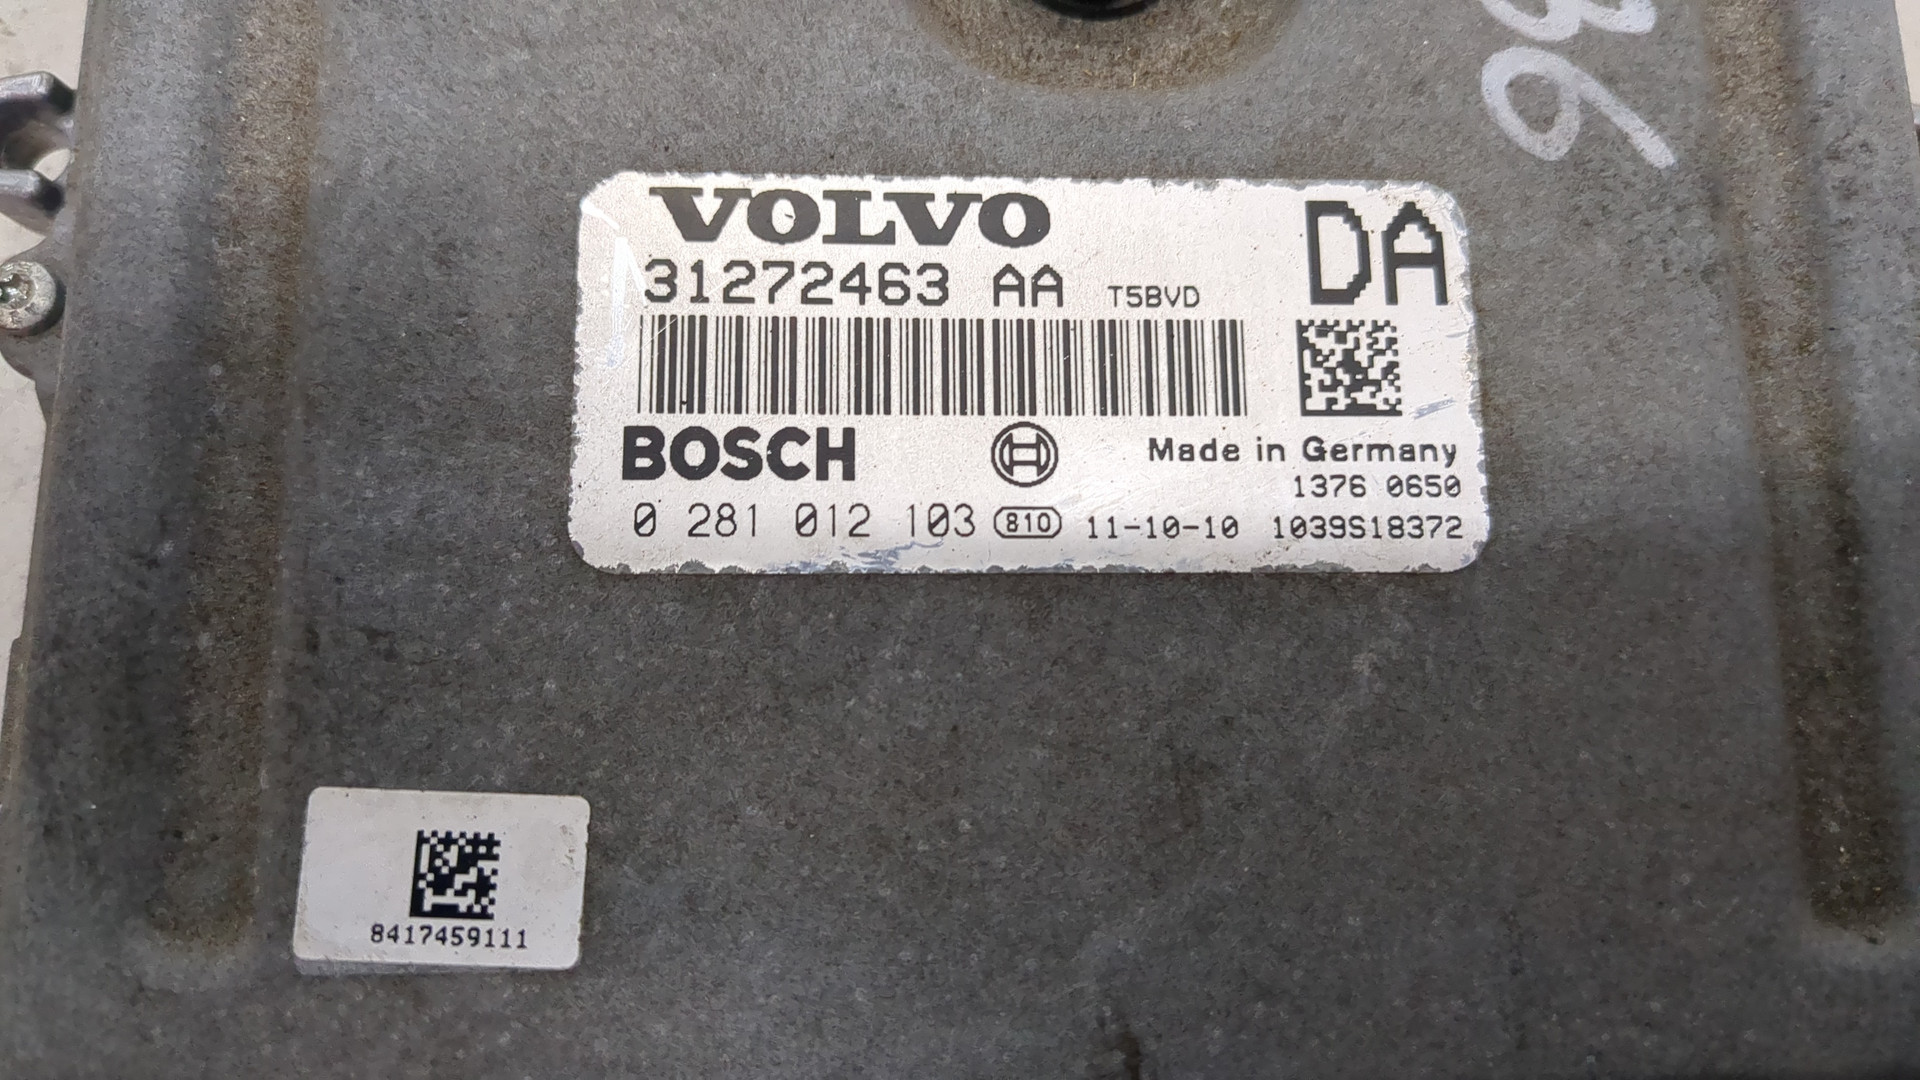 36
VOLVO
DA
31272463 AA T5BVD
BOSCH
Made in Germany
1376 0650
0 281 012 103 810 11-10-10 1039S18372
8417459111